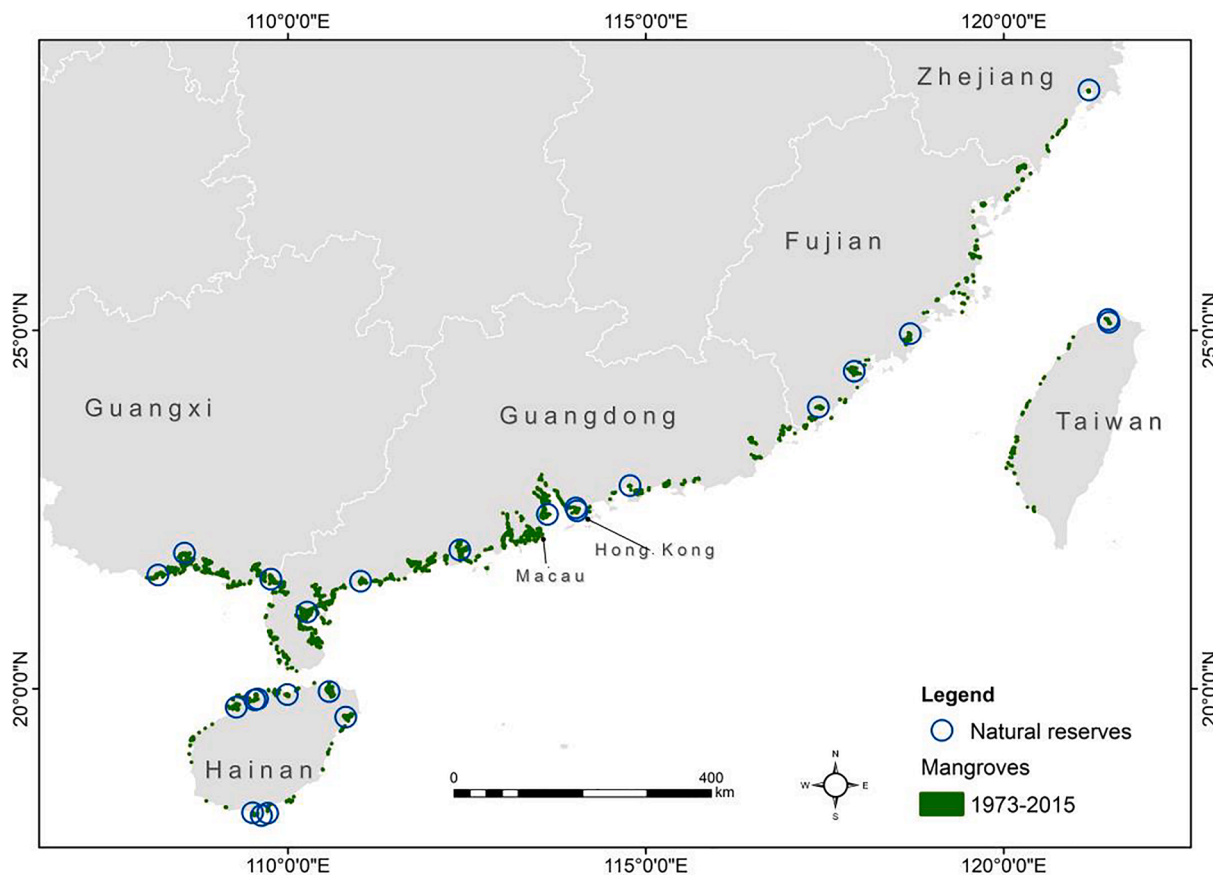 110°0'0"E 115°0'0"E 120°0'0"E
Zhejiang
Fujian
25°0'0"N 25°0'0"N
Guangxi
Guangdong
Taiwan
Hong Kong
Macau
20°0'0"N 20°0'0"N
Legend
Natural reserves
Mangroves
1973-2015
Hainan
0 400
km
N
W E
S
110°0'0"E 115°0'0"E 120°0'0"E